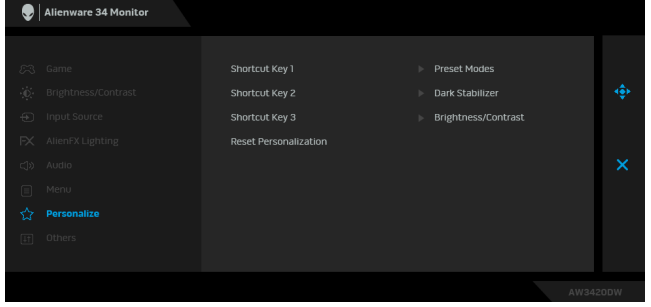 Alienware 34 Monitor
Game
Brightness/Contrast
Input Source
FX AlienFX Lighting
Audio
Menu
Personalize
Others
Shortcut Key 1 Preset Modes
Shortcut Key 2 Dark Stabilizer
Shortcut Key 3 Brightness/Contrast
Reset Personalization
AW3420DW